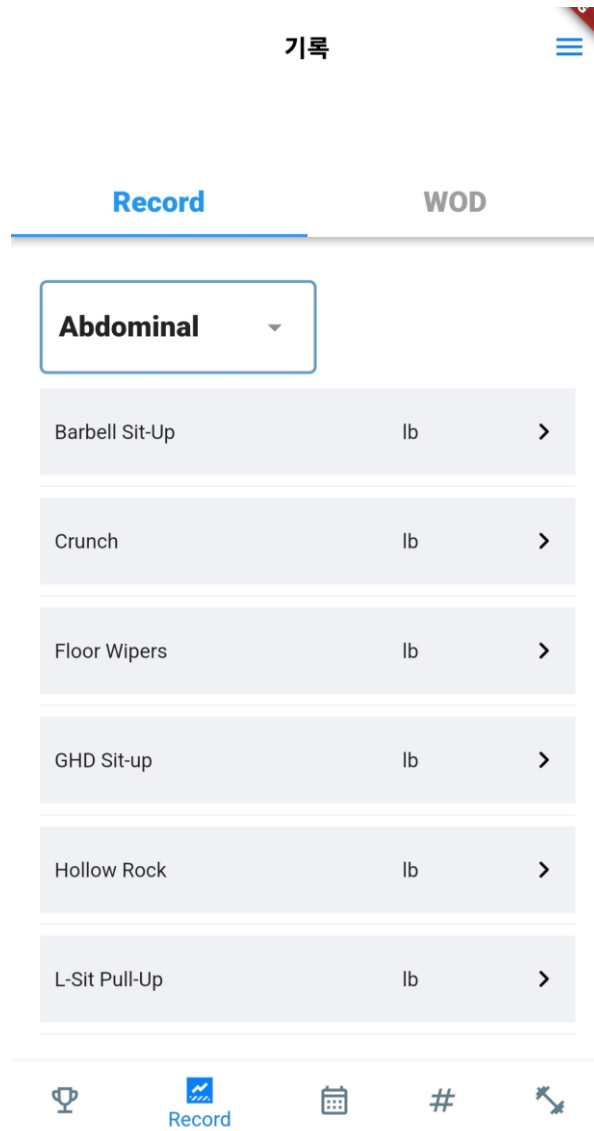 기록
Record WOD
Abdominal
Barbell Sit-Up lb
Crunch lb
Floor Wipers lb
GHD Sit-up lb
Hollow Rock lb
L-Sit Pull-Up lb
#
Record